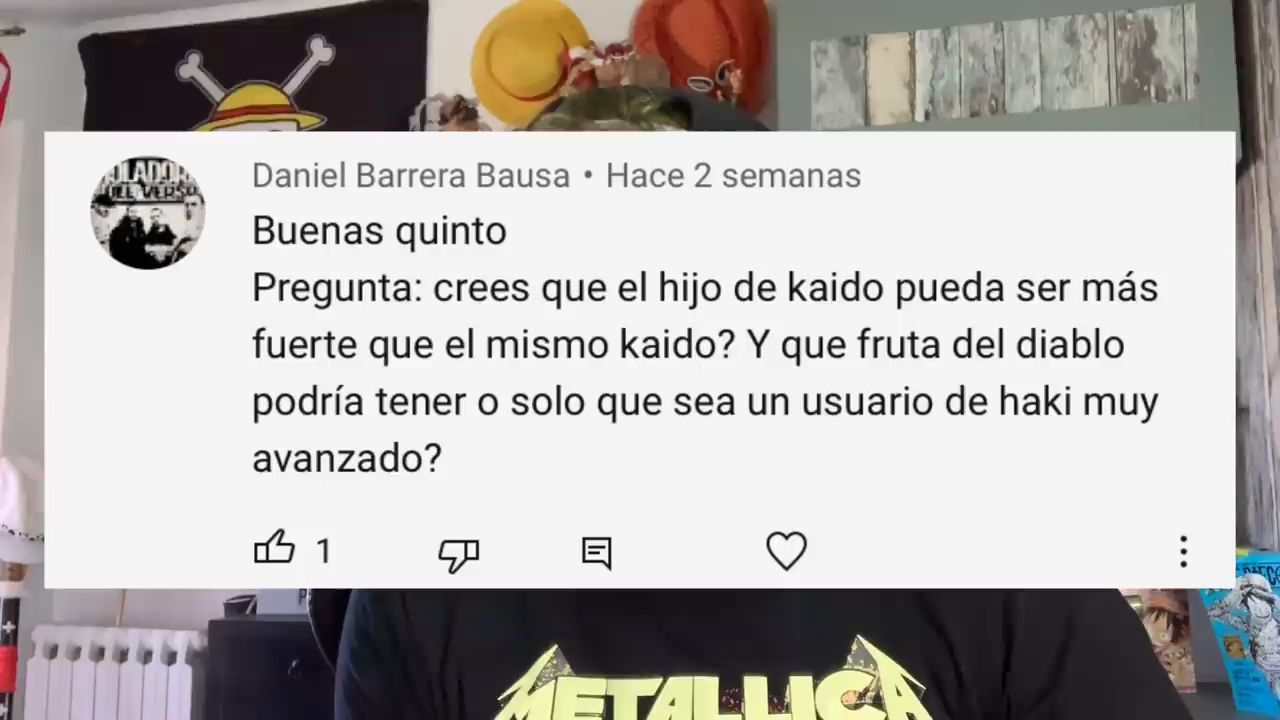 Daniel Barrera Bausa • Hace 2 semanas
Buenas quinto
Pregunta: crees que el hijo de kaido pueda ser más
fuerte que el mismo kaido? Y que fruta del diablo
podría tener o solo que sea un usuario de haki muy
avanzado?
1
METALLICA